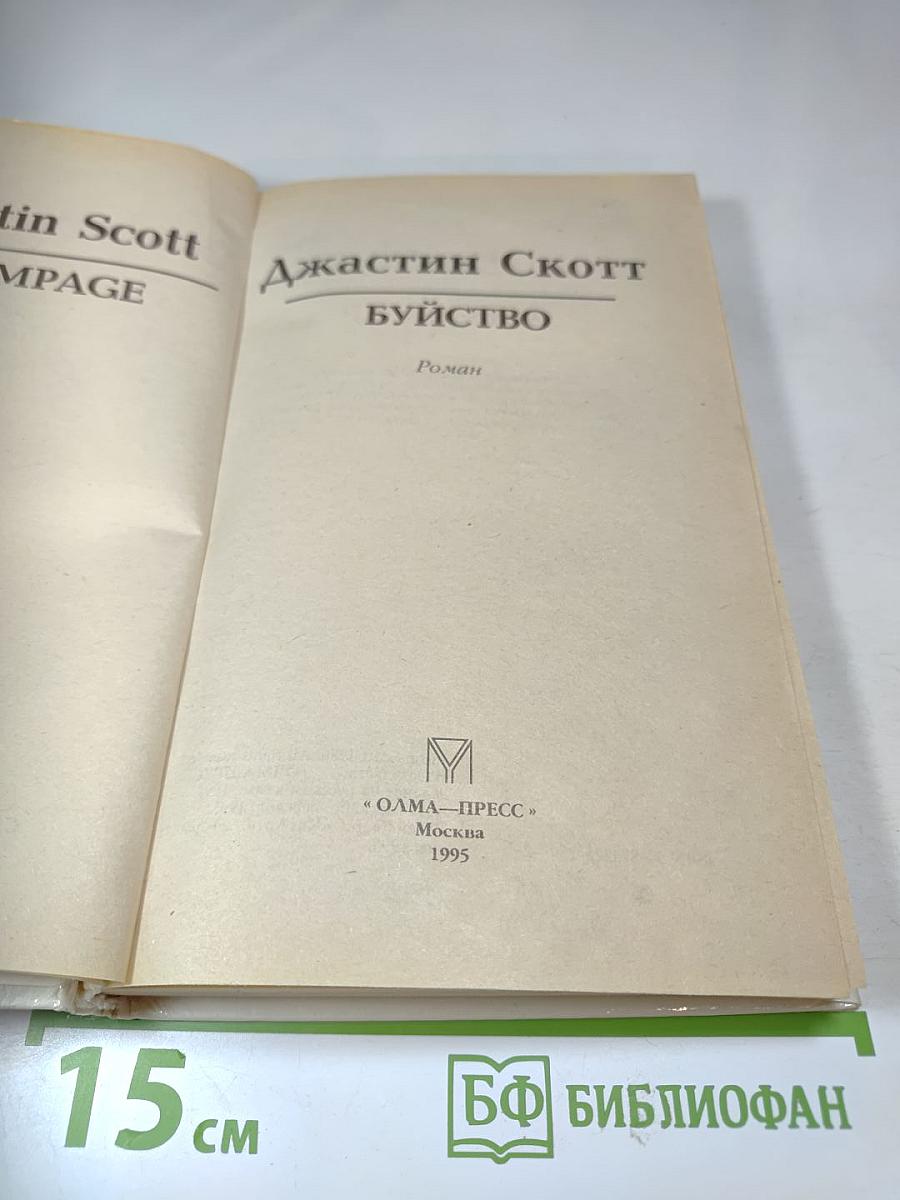 tin Scott
MPAGE
Джастин Скотт
БУЙСТВО
Роман
« ОЛМА—ПРЕСС »
Москва
1995
15 см
БФ БИБЛИОФАН